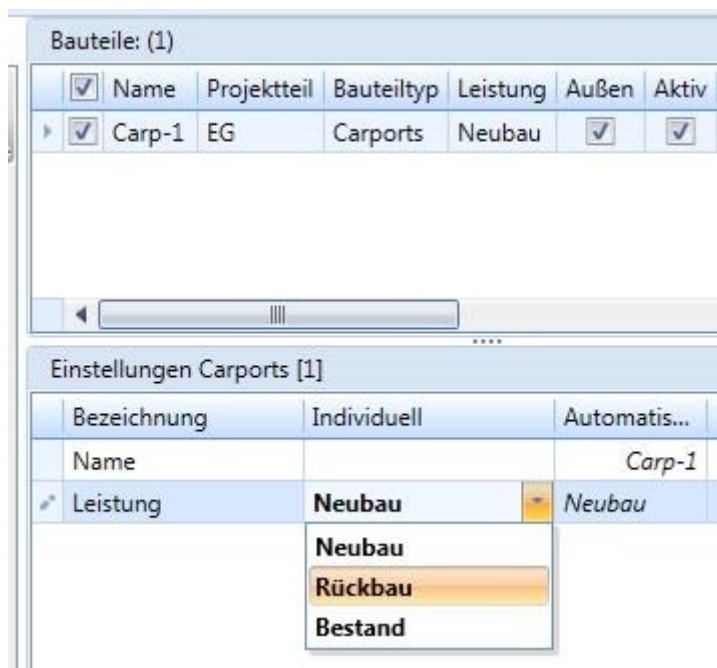 Bauteile: (1)
Name Projektteil Bauteiltyp Leistung Außen Aktiv
Carp-1 EG Carports Neubau
Einstellungen Carports [1]
Bezeichnung Individuell Automatis...
Name Carp-1
Leistung Neubau Neubau
Neubau
Rückbau
Bestand